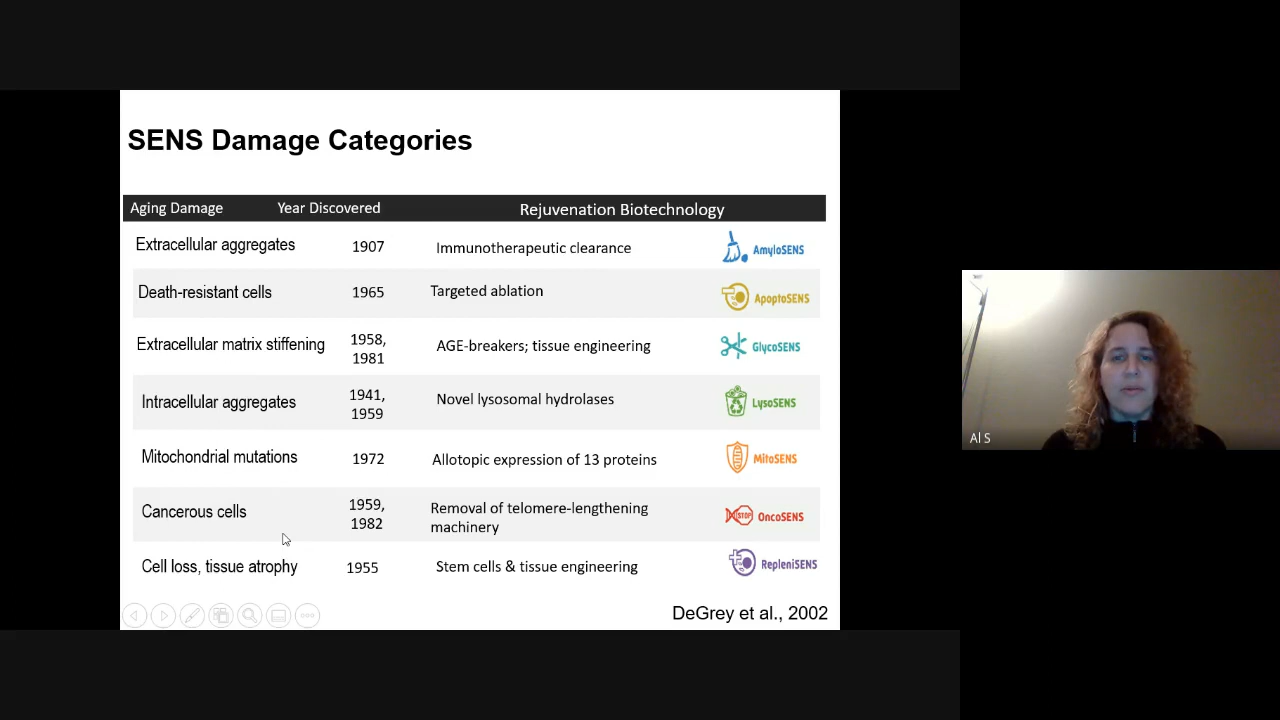 SENS Damage Categories
Aging Damage Year Discovered Rejuvenation Biotechnology
Extracellular aggregates 1907 Immunotherapeutic clearance AmyloSENS
Death-resistant cells 1965 Targeted ablation ApoptoSENS
Extracellular matrix stiffening 1958, 1981 AGE-breakers; tissue engineering GlycoSENS
Intracellular aggregates 1941, 1959 Novel lysosomal hydrolases LysoSENS
Mitochondrial mutations 1972 Allotopic expression of 13 proteins MitoSENS
Cancerous cells 1959, 1982 Removal of telomere-lengthening machinery STOP OncoSENS
Cell loss, tissue atrophy 1955 Stem cells & tissue engineering RepleniSENS
DeGrey et al., 2002
Al S